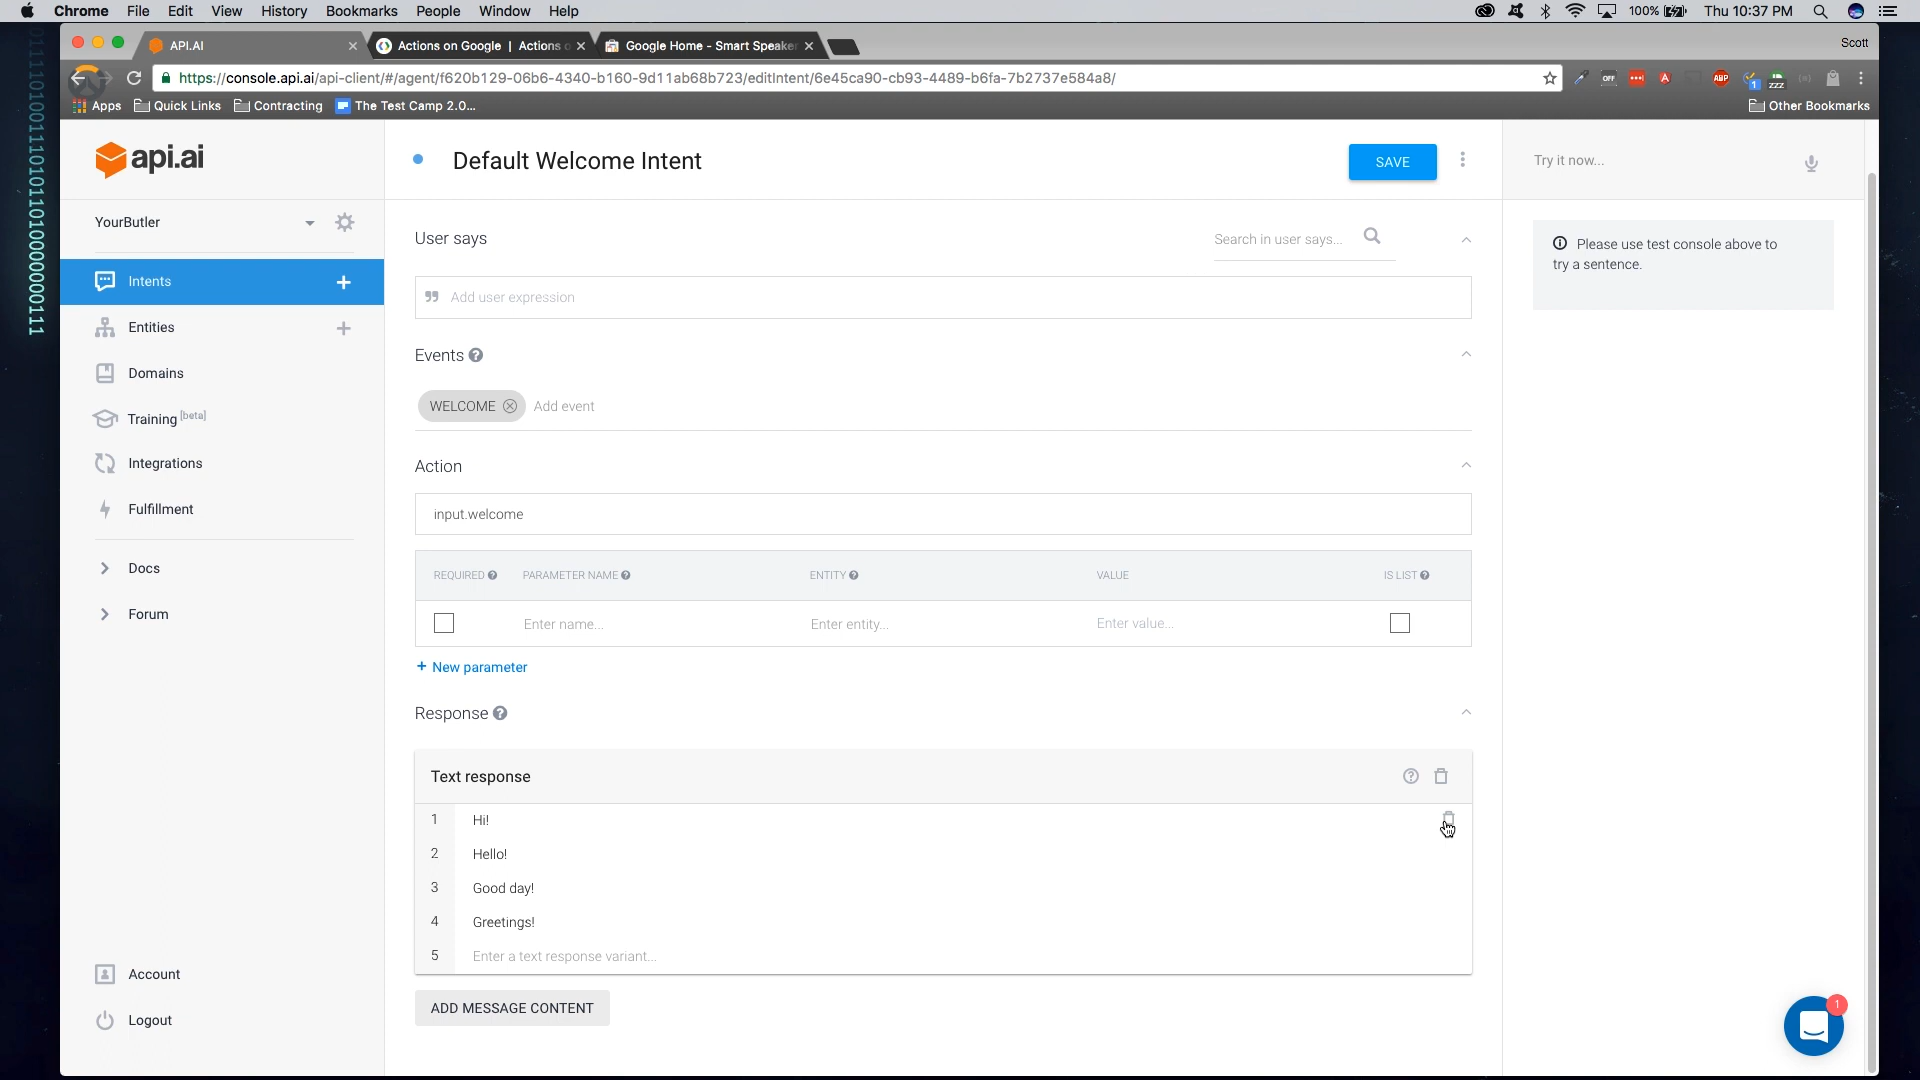 Chrome File Edit View History Bookmarks People Window Help 100% Thu 10:37 PM
API.AI Actions on Google | Actions o Google Home - Smart Speaker Scott
https://console.api.ai/api-client/#/agent/f620b129-06b6-4340-b160-9d11ab68b723/editIntent/6e45ca90-cb93-4489-b6fa-7b2737e584a8/ OFF ABP 1 zzz
Apps Quick Links Contracting The Test Camp 2.0... Other Bookmarks
api.ai
Default Welcome Intent
SAVE
Try it now...
YourButler
Intents
Entities
Domains
Training [beta]
Integrations
Fulfillment
Docs
Forum
Account
Logout
User says
Search in user says...
Add user expression
Events
WELCOME Add event
Action
input.welcome
REQUIRED PARAMETER NAME ENTITY VALUE IS LIST
Enter name... Enter entity... Enter value...
+ New parameter
Response
Text response
1 Hi!
2 Hello!
3 Good day!
4 Greetings!
5 Enter a text response variant...
ADD MESSAGE CONTENT
Please use test console above to
try a sentence.
1